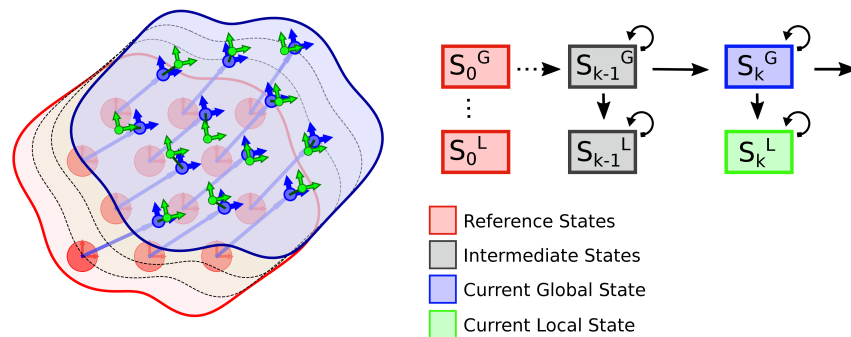 S₀ᴳ ··· Sₖ₋₁ᴳ Sₖᴳ
S₀ᴸ Sₖ₋₁ᴸ Sₖᴸ
Reference States
Intermediate States
Current Global State
Current Local State